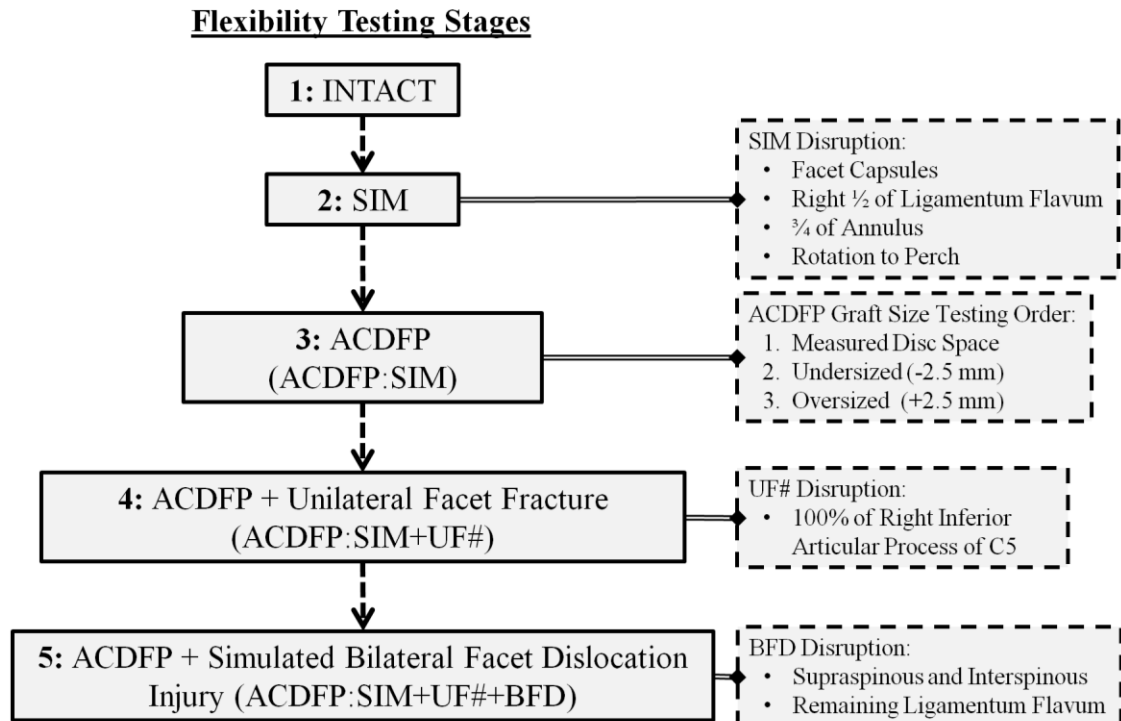 Flexibility Testing Stages
1: INTACT
2: SIM
SIM Disruption:
• Facet Capsules
• Right ½ of Ligamentum Flavum
• ¾ of Annulus
• Rotation to Perch
3: ACDFP
(ACDFP:SIM)
ACDFP Graft Size Testing Order:
1. Measured Disc Space
2. Undersized (-2.5 mm)
3. Oversized (+2.5 mm)
4: ACDFP + Unilateral Facet Fracture
(ACDFP:SIM+UF#)
UF# Disruption:
• 100% of Right Inferior
Articular Process of C5
5: ACDFP + Simulated Bilateral Facet Dislocation
Injury (ACDFP:SIM+UF#+BFD)
BFD Disruption:
• Supraspinous and Interspinous
• Remaining Ligamentum Flavum